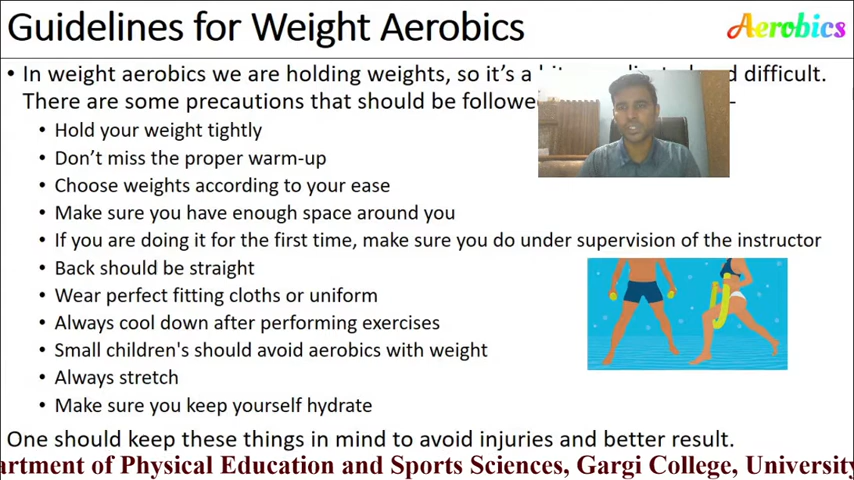 Guidelines for Weight Aerobics
Aerobics
• In weight aerobics we are holding weights, so it's a difficult.
There are some precautions that should be followe -
• Hold your weight tightly
• Don't miss the proper warm-up
• Choose weights according to your ease
• Make sure you have enough space around you
• If you are doing it for the first time, make sure you do under supervision of the instructor
• Back should be straight
• Wear perfect fitting cloths or uniform
• Always cool down after performing exercises
• Small children's should avoid aerobics with weight
• Always stretch
• Make sure you keep yourself hydrate
One should keep these things in mind to avoid injuries and better result.
artment of Physical Education and Sports Sciences, Gargi College, University